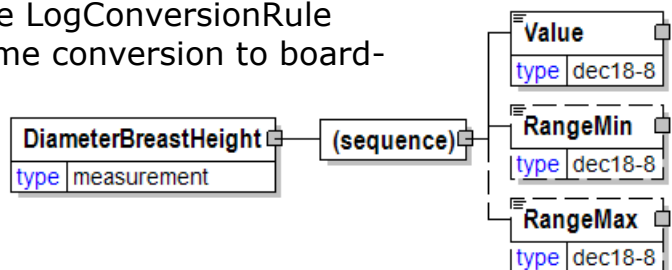 e LogConversionRule
me conversion to board-
Value
type dec18-8
DiameterBreastHeight
type measurement
(sequence)
RangeMin
type dec18-8
RangeMax
type dec18-8